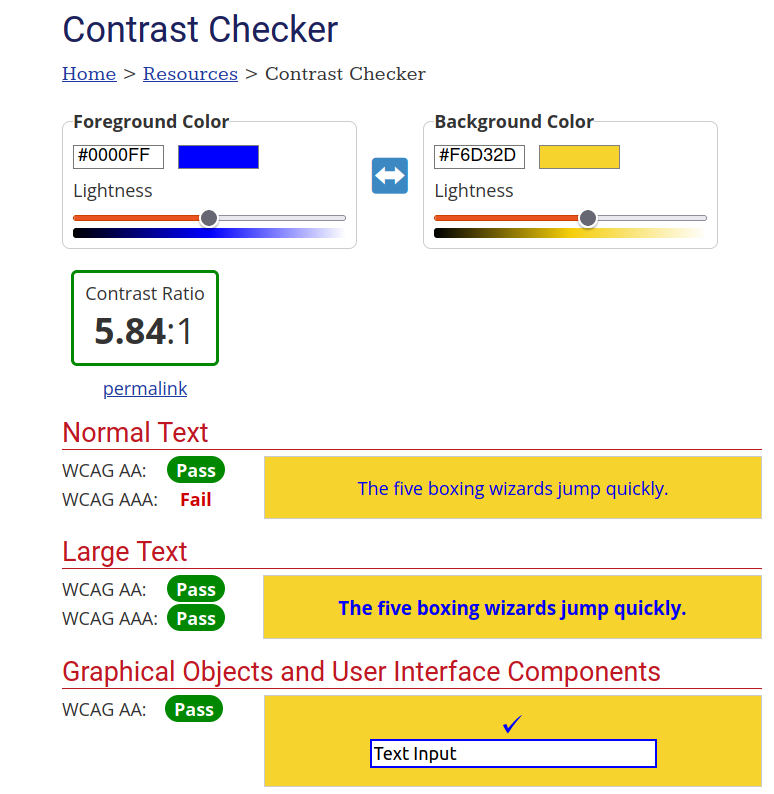 Contrast Checker
Home > Resources > Contrast Checker
Foreground Color
#0000FF
Lightness
Background Color
#F6D32D
Lightness
Contrast Ratio
5.84:1
permalink
Normal Text
WCAG AA: Pass
WCAG AAA: Fail
The five boxing wizards jump quickly.
Large Text
WCAG AA: Pass
WCAG AAA: Pass
The five boxing wizards jump quickly.
Graphical Objects and User Interface Components
WCAG AA: Pass
✓
Text Input